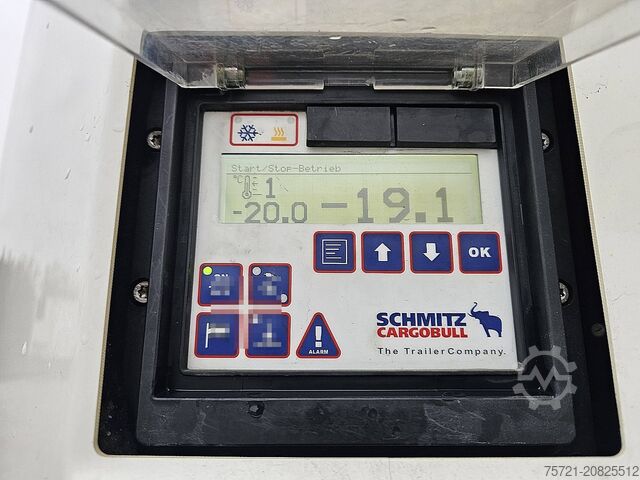 Start/Stop-Betrieb
°C 1
-20.0 -19.1
OK
SCHMITZ
CARGOBULL
The TrailerCompany.
ALARM
75721-20825512